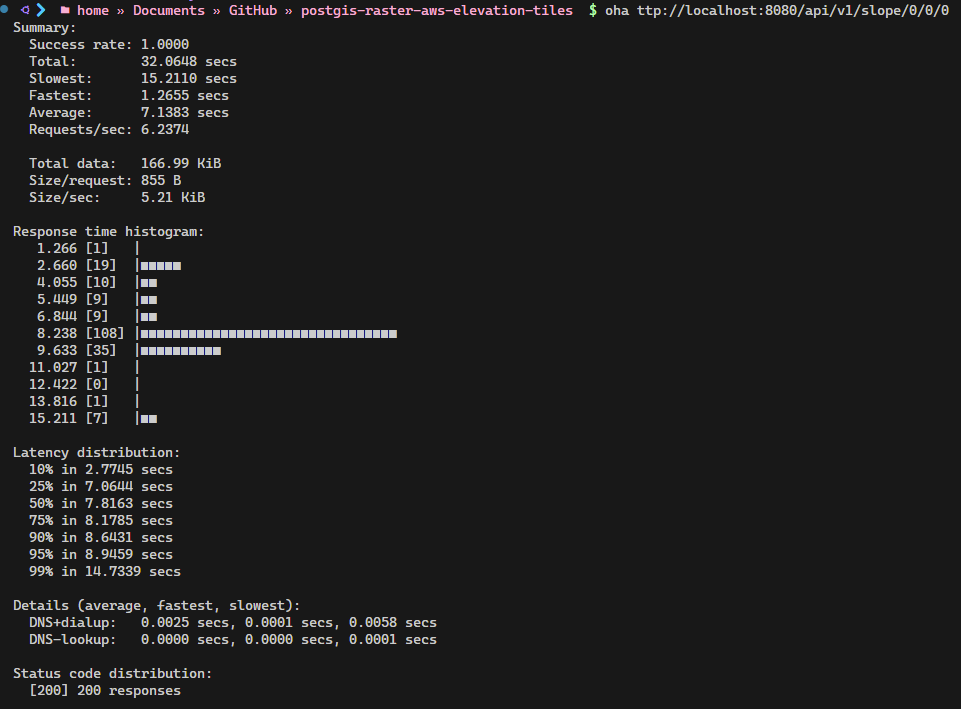 home » Documents » GitHub » postgis-raster-aws-elevation-tiles $ oha ttp://localhost:8080/api/v1/slope/0/0/0
Summary:
Success rate: 1.0000
Total: 32.0648 secs
Slowest: 15.2110 secs
Fastest: 1.2655 secs
Average: 7.1383 secs
Requests/sec: 6.2374
Total data: 166.99 KiB
Size/request: 855 B
Size/sec: 5.21 KiB
Response time histogram:
1.266 [1] |
2.660 [19] |■■■■■
4.055 [10] |■■
5.449 [9] |■■
6.844 [9] |■■
8.238 [108] |■■■■■■■■■■■■■■■■■■■■■■■■■■■■■■■■
9.633 [35] |■■■■■■■■■■
11.027 [1] |
12.422 [0] |
13.816 [1] |
15.211 [7] |■■
Latency distribution:
10% in 2.7745 secs
25% in 7.0644 secs
50% in 7.8163 secs
75% in 8.1785 secs
90% in 8.6431 secs
95% in 8.9459 secs
99% in 14.7339 secs
Details (average, fastest, slowest):
DNS+dialup: 0.0025 secs, 0.0001 secs, 0.0058 secs
DNS-lookup: 0.0000 secs, 0.0000 secs, 0.0001 secs
Status code distribution:
[200] 200 responses